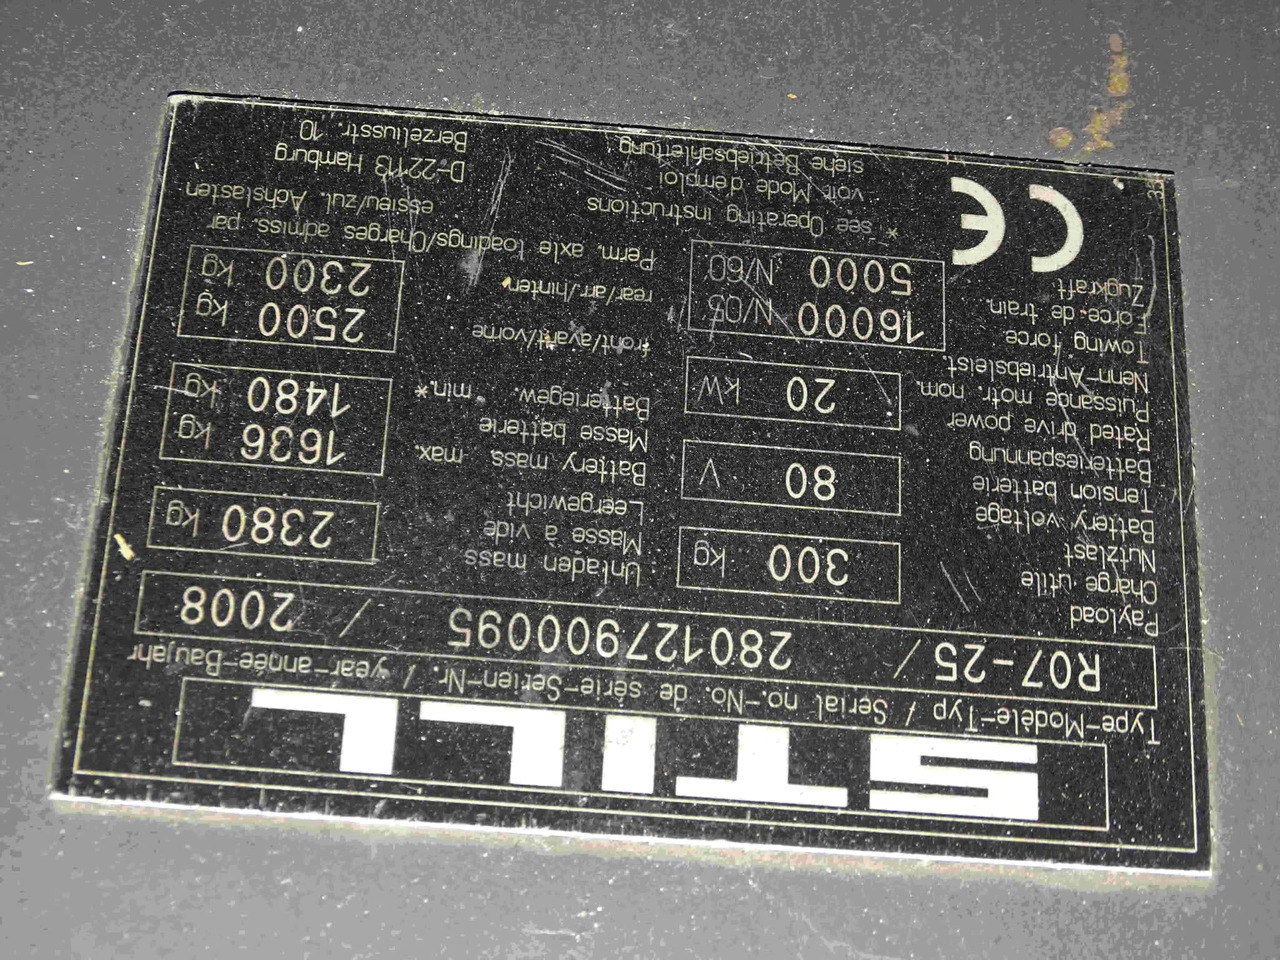 STILL
Type-Modèle-Typ / Serial no.-No. de série-Serien-Nr. / year-année-Baujahr
R07-25 / 280127900095 / 2008
Payload
Charge utile
Nutzlast
300 kg
Battery voltage
Tension batterie
Batteriespannung
80 V
Rated drive power
Puissance motr. nom.
Nenn-Antriebsleist.
20 kW
Towing force
Force de train.
Zugkraft
16000 N/05
5000 N/60
* see Operating instructions
voir Mode d'emploi
siehe Betriebsanleitung
CE
Unladen mass
Masse à vide
Leergewicht
2380 kg
Battery mass max.
Masse batterie
Batteriegew. min.*
1636 kg
1480 kg
front/avant/vorne
rear/arr/hinten
2500 kg
2300 kg
Perm. axle loadings/Charges admiss. par
essieu/zul. Achslasten
D-22113 Hamburg
Berzeliusstr. 10